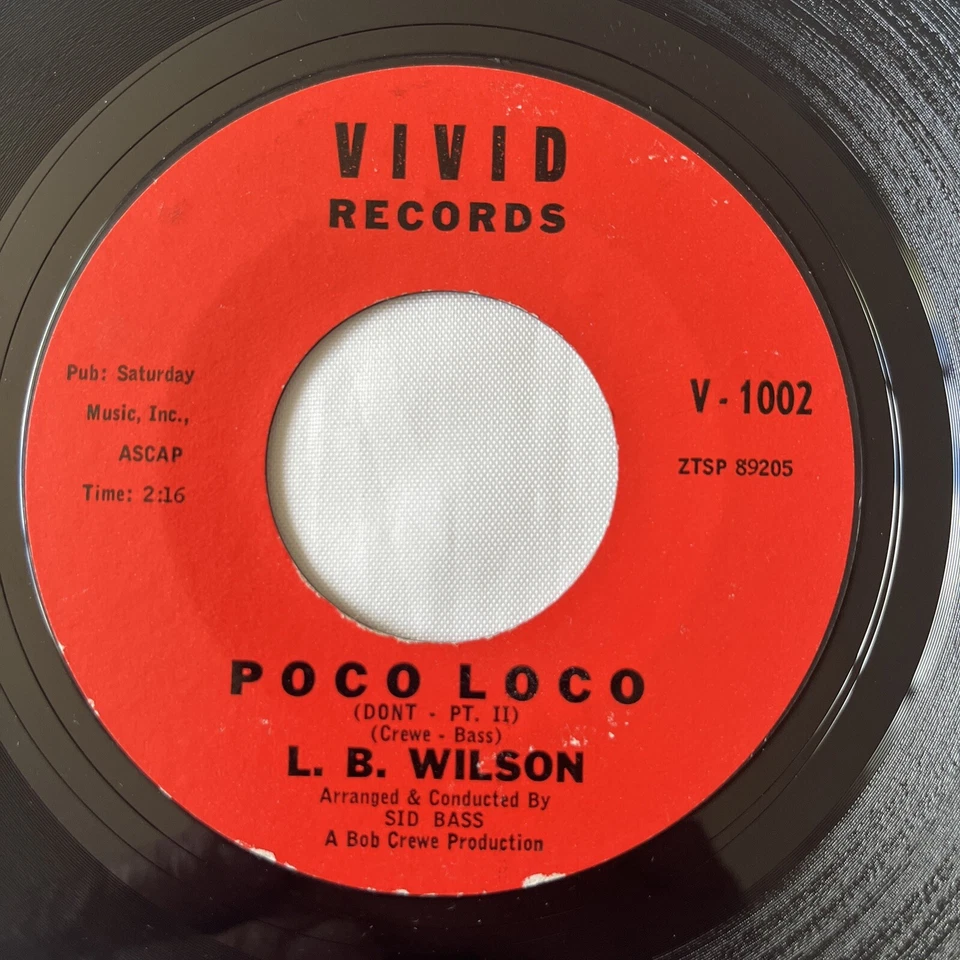 VIVID
RECORDS
Pub: Saturday
Music, Inc.,
ASCAP
Time: 2:16
V - 1002
ZTSP 89205
POCO LOCO
(DONT - PT. II)
(Crewe - Bass)
L. B. WILSON
Arranged & Conducted By
SID BASS
A Bob Crewe Production